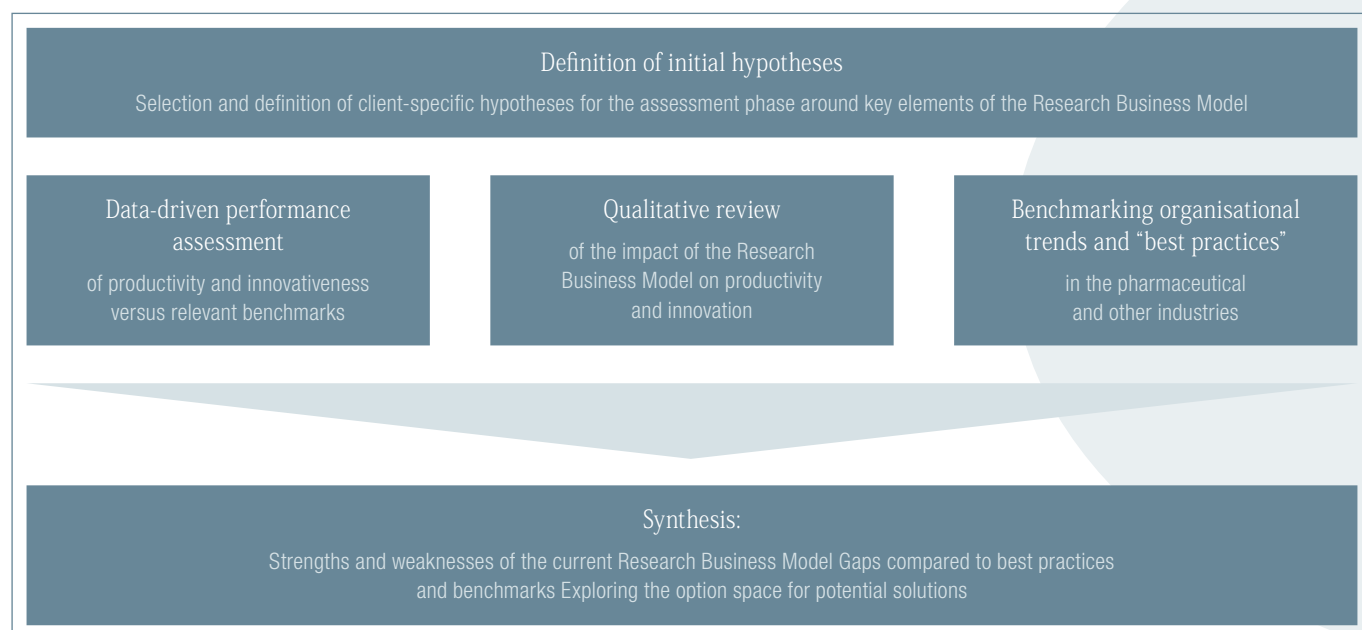 Definition of initial hypotheses
Selection and definition of client-specific hypotheses for the assessment phase around key elements of the Research Business Model
Data-driven performance
assessment
of productivity and innovativeness
versus relevant benchmarks
Qualitative review
of the impact of the Research
Business Model on productivity
and innovation
Benchmarking organisational
trends and “best practices”
in the pharmaceutical
and other industries
Synthesis:
Strengths and weaknesses of the current Research Business Model Gaps compared to best practices
and benchmarks Exploring the option space for potential solutions